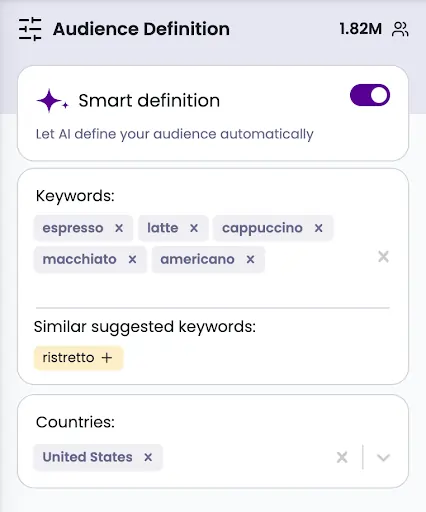 Audience Definition 1.82M
Smart definition
Let AI define your audience automatically
Keywords:
espresso × latte × cappuccino ×
macchiato × americano ×
Similar suggested keywords:
ristretto +
Countries:
United States ×